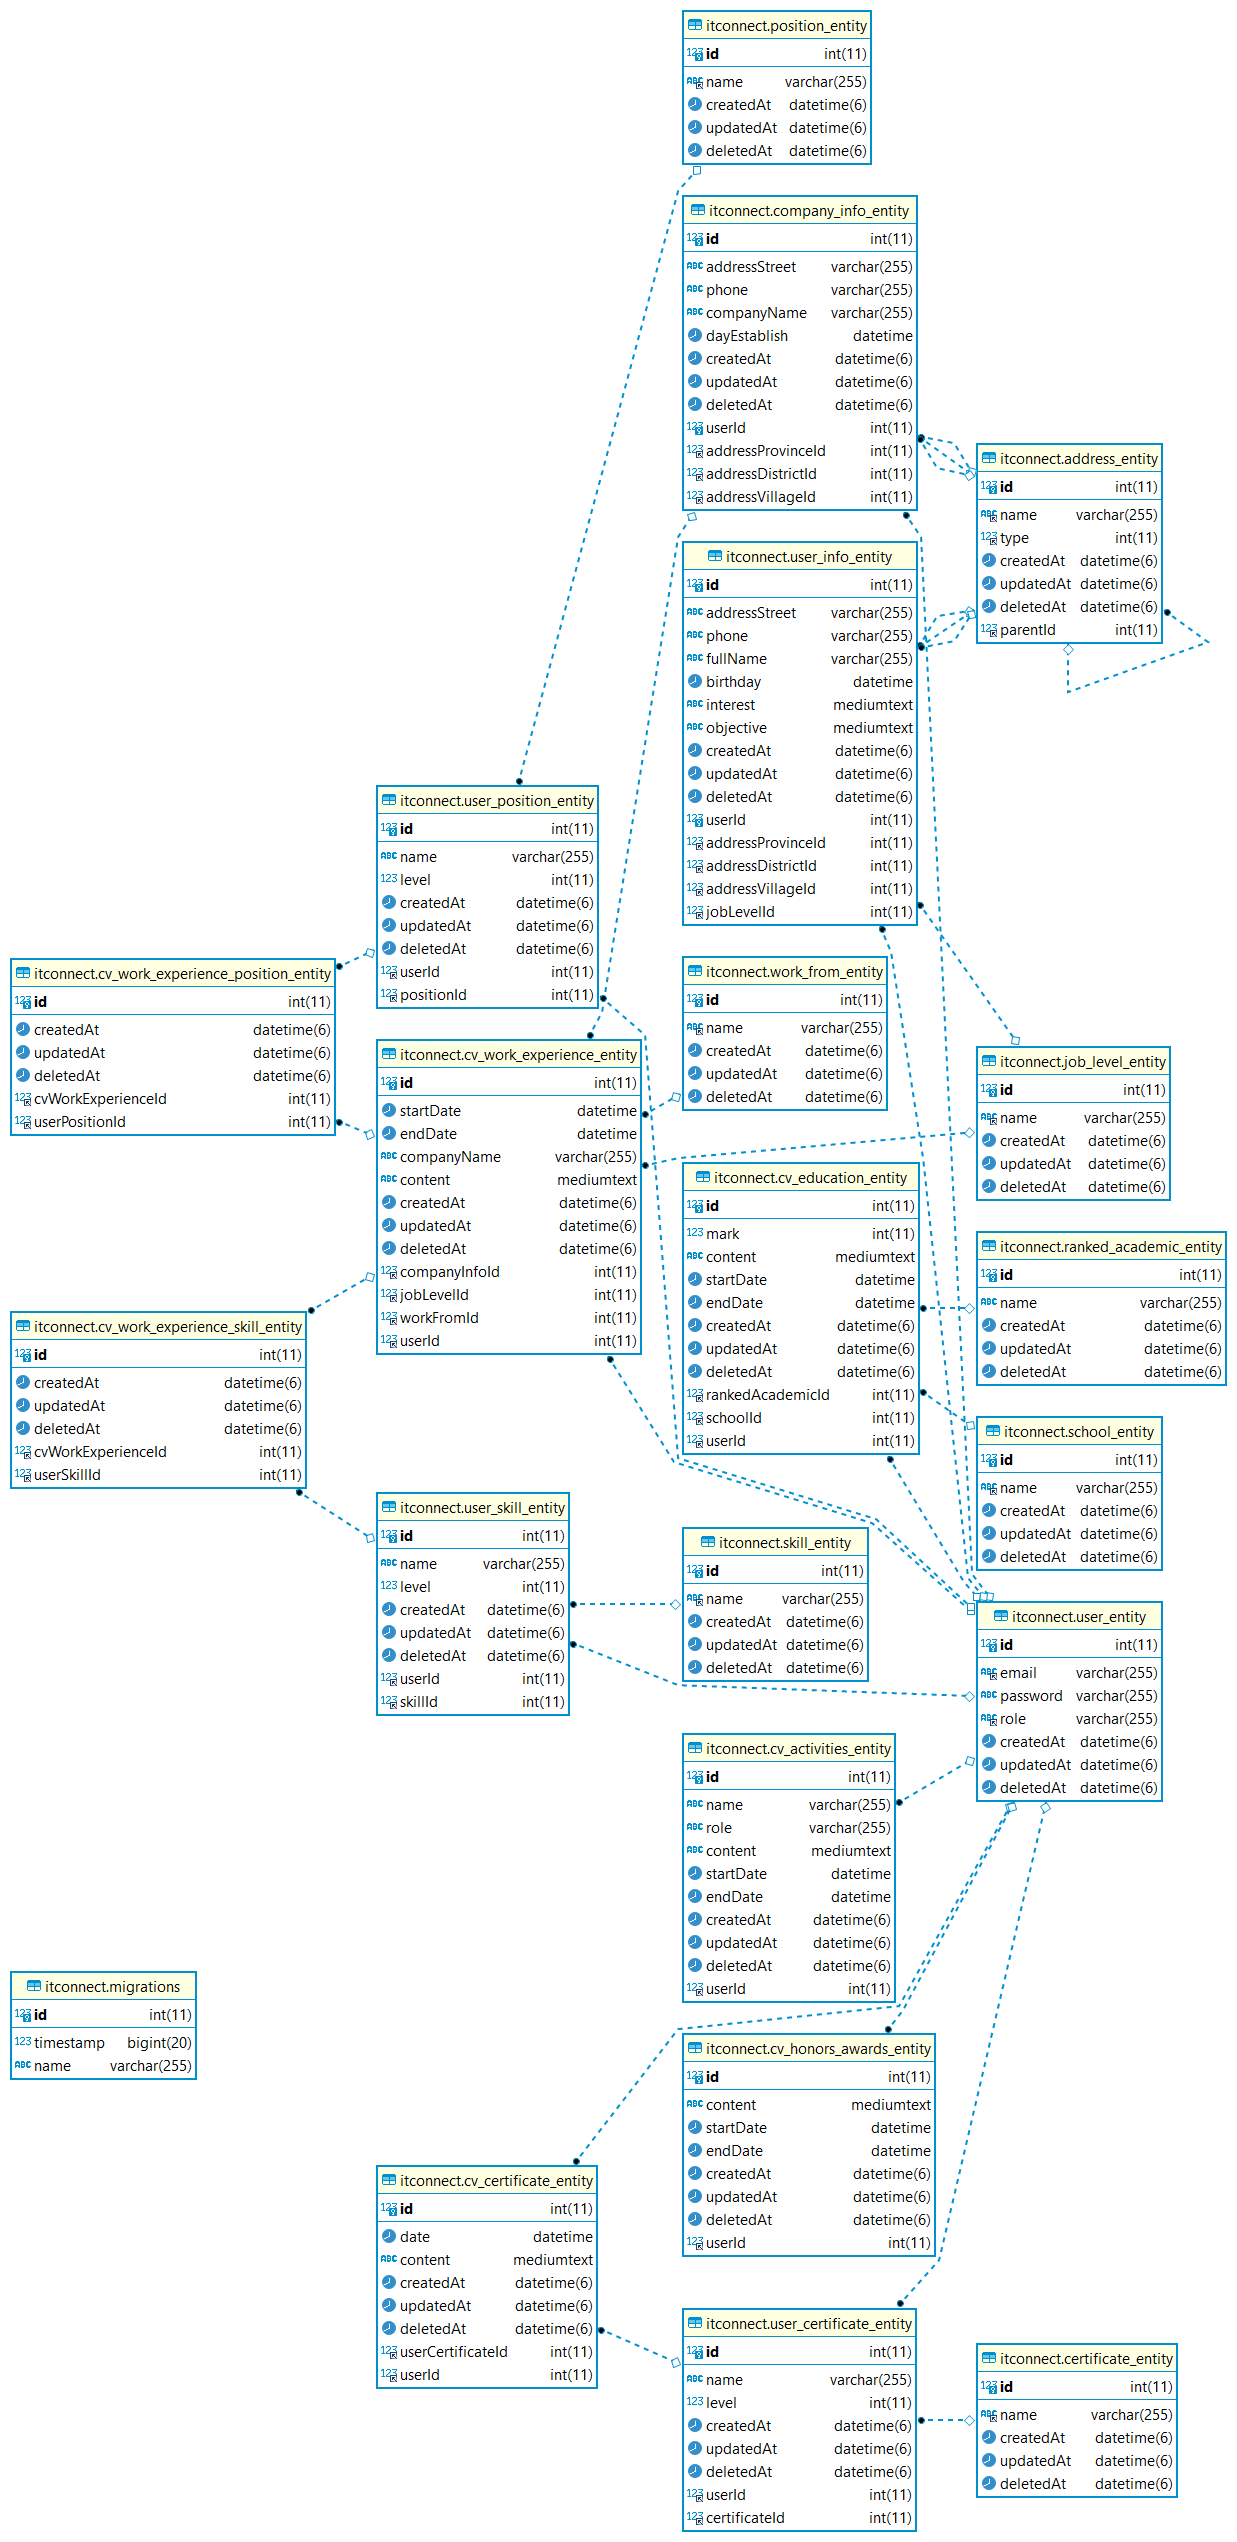 itconnect.position_entity
id int(11)
name varchar(255)
createdAt datetime(6)
updatedAt datetime(6)
deletedAt datetime(6)
itconnect.company_info_entity
id int(11)
addressStreet varchar(255)
phone varchar(255)
companyName varchar(255)
dayEstablish datetime
createdAt datetime(6)
updatedAt datetime(6)
deletedAt datetime(6)
userId int(11)
addressProvinceId int(11)
addressDistrictId int(11)
addressVillageId int(11)
itconnect.address_entity
id int(11)
name varchar(255)
type int(11)
createdAt datetime(6)
updatedAt datetime(6)
deletedAt datetime(6)
parentId int(11)
itconnect.user_info_entity
id int(11)
addressStreet varchar(255)
phone varchar(255)
fullName varchar(255)
birthday datetime
interest mediumtext
objective mediumtext
createdAt datetime(6)
updatedAt datetime(6)
deletedAt datetime(6)
userId int(11)
addressProvinceId int(11)
addressDistrictId int(11)
addressVillageId int(11)
jobLevelId int(11)
itconnect.user_position_entity
id int(11)
name varchar(255)
level int(11)
createdAt datetime(6)
updatedAt datetime(6)
deletedAt datetime(6)
userId int(11)
positionId int(11)
itconnect.cv_work_experience_position_entity
id int(11)
createdAt datetime(6)
updatedAt datetime(6)
deletedAt datetime(6)
cvWorkExperienceId int(11)
userPositionId int(11)
itconnect.work_from_entity
id int(11)
name varchar(255)
createdAt datetime(6)
updatedAt datetime(6)
deletedAt datetime(6)
itconnect.cv_work_experience_entity
id int(11)
startDate datetime
endDate datetime
companyName varchar(255)
content mediumtext
createdAt datetime(6)
updatedAt datetime(6)
deletedAt datetime(6)
companyInfoId int(11)
jobLevelId int(11)
workFromId int(11)
userId int(11)
itconnect.job_level_entity
id int(11)
name varchar(255)
createdAt datetime(6)
updatedAt datetime(6)
deletedAt datetime(6)
itconnect.cv_education_entity
id int(11)
mark int(11)
content mediumtext
startDate datetime
endDate datetime
createdAt datetime(6)
updatedAt datetime(6)
deletedAt datetime(6)
rankedAcademicId int(11)
schoolId int(11)
userId int(11)
itconnect.ranked_academic_entity
id int(11)
name varchar(255)
createdAt datetime(6)
updatedAt datetime(6)
deletedAt datetime(6)
itconnect.cv_work_experience_skill_entity
id int(11)
createdAt datetime(6)
updatedAt datetime(6)
deletedAt datetime(6)
cvWorkExperienceId int(11)
userSkillId int(11)
itconnect.school_entity
id int(11)
name varchar(255)
createdAt datetime(6)
updatedAt datetime(6)
deletedAt datetime(6)
itconnect.user_skill_entity
id int(11)
name varchar(255)
level int(11)
createdAt datetime(6)
updatedAt datetime(6)
deletedAt datetime(6)
userId int(11)
skillId int(11)
itconnect.skill_entity
id int(11)
name varchar(255)
createdAt datetime(6)
updatedAt datetime(6)
deletedAt datetime(6)
itconnect.user_entity
id int(11)
email varchar(255)
password varchar(255)
role varchar(255)
createdAt datetime(6)
updatedAt datetime(6)
deletedAt datetime(6)
itconnect.cv_activities_entity
id int(11)
name varchar(255)
role varchar(255)
content mediumtext
startDate datetime
endDate datetime
createdAt datetime(6)
updatedAt datetime(6)
deletedAt datetime(6)
userId int(11)
itconnect.migrations
id int(11)
timestamp bigint(20)
name varchar(255)
itconnect.cv_honors_awards_entity
id int(11)
content mediumtext
startDate datetime
endDate datetime
createdAt datetime(6)
updatedAt datetime(6)
deletedAt datetime(6)
userId int(11)
itconnect.cv_certificate_entity
id int(11)
date datetime
content mediumtext
createdAt datetime(6)
updatedAt datetime(6)
deletedAt datetime(6)
userCertificateId int(11)
userId int(11)
itconnect.user_certificate_entity
id int(11)
name varchar(255)
level int(11)
createdAt datetime(6)
updatedAt datetime(6)
deletedAt datetime(6)
userId int(11)
certificateId int(11)
itconnect.certificate_entity
id int(11)
name varchar(255)
createdAt datetime(6)
updatedAt datetime(6)
deletedAt datetime(6)